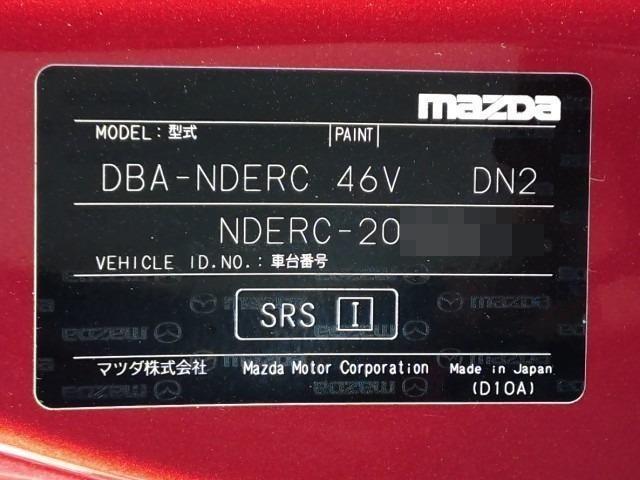 mazda
MODEL：型式 |PAINT|
DBA-NDERC 46V DN2
NDERC-20
VEHICLE ID.NO.：車台番号
SRS I
マツダ株式会社 Mazda Motor Corporation Made in Japan
(D10A)